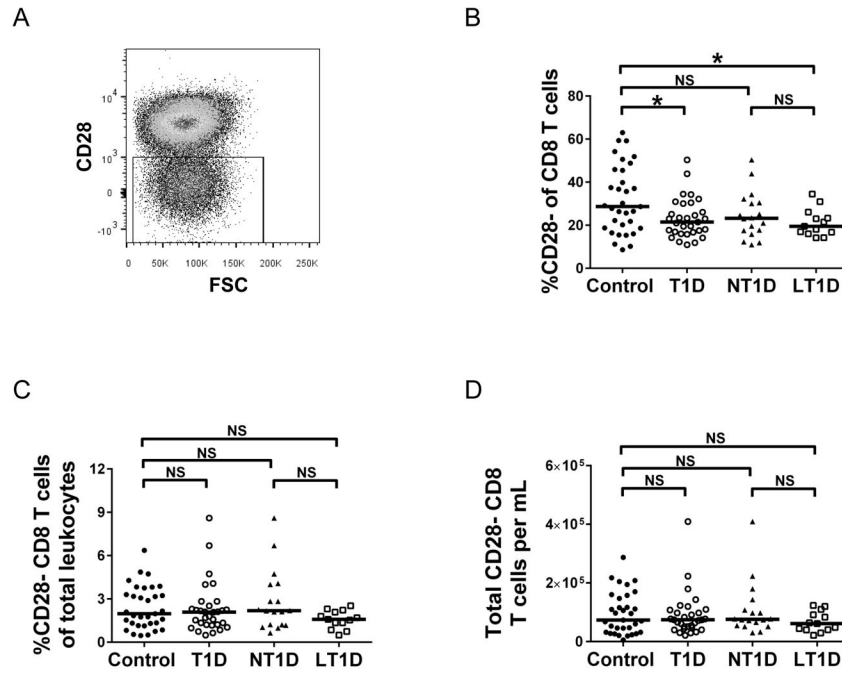 A
CD28
10^4
10^3
0
-10^3
0 50K 100K 150K 200K 250K
FSC
B
%CD28- of CD8 T cells
80
60
40
20
0
*
NS
*
NS
Control T1D NT1D LT1D
C
%CD28- CD8 T cells
of total leukocytes
12
9
6
3
0
NS
NS
NS NS
Control T1D NT1D LT1D
D
Total CD28- CD8
T cells per mL
6×10^5
4×10^5
2×10^5
0
NS
NS
NS NS
Control T1D NT1D LT1D